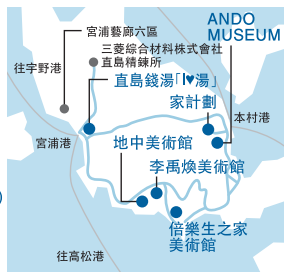 ANDO
MUSEUM
宮浦藝廊六區
三菱綜合材料株式會社
直島精錬所
往宇野港
直島錢湯「I♥湯」
家計劃
本村港
宮浦港
地中美術館
李禹煥美術館
倍樂生之家
美術館
往高松港